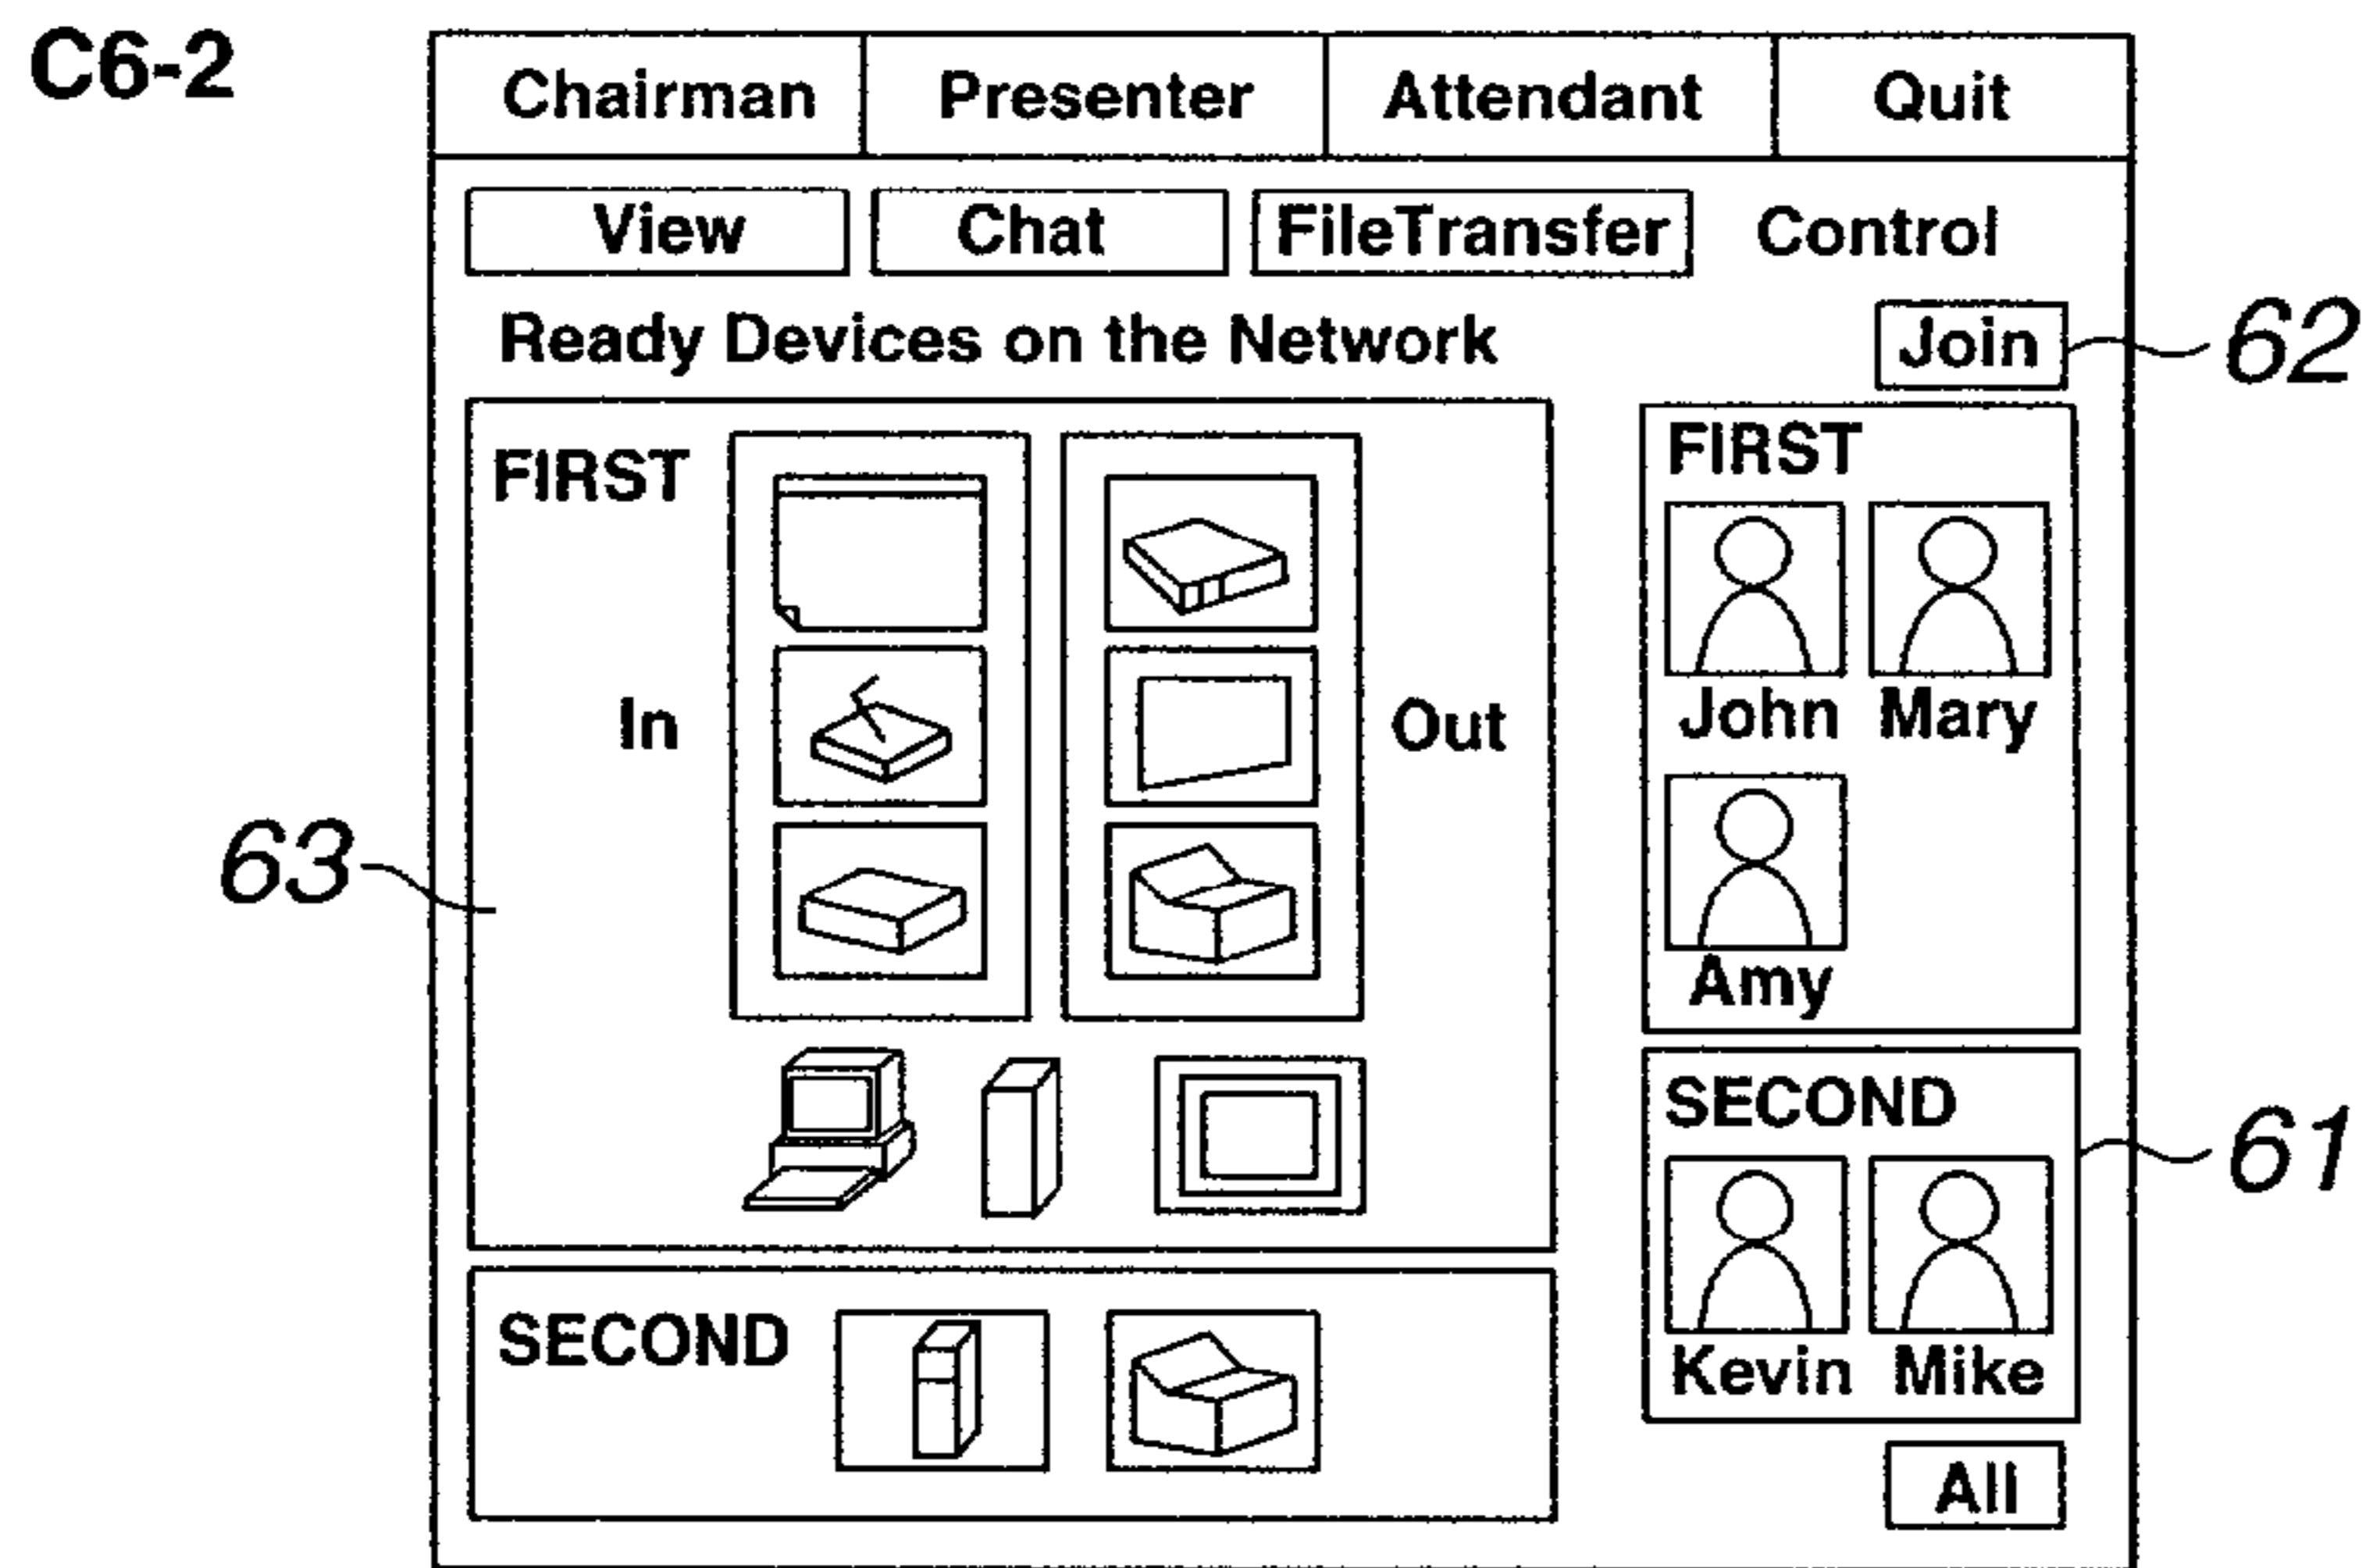 C6-2
Chairman Presenter Attendant Quit
View Chat FileTransfer Control
Ready Devices on the Network
Join
62
FIRST
In
Out
63
FIRST
John Mary
Amy
SECOND
61
Kevin Mike
SECOND
All